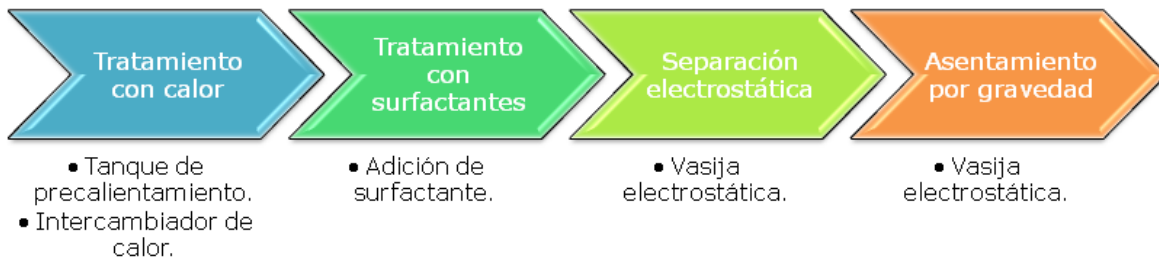 Tratamiento
con calor
Tratamiento
con
surfactantes
Separación
electrostática
Asentamiento
por gravedad
• Tanque de
precalientamiento.
• Intercambiador de
calor.
• Adición de
surfactante.
• Vasija
electrostática.
• Vasija
electrostática.